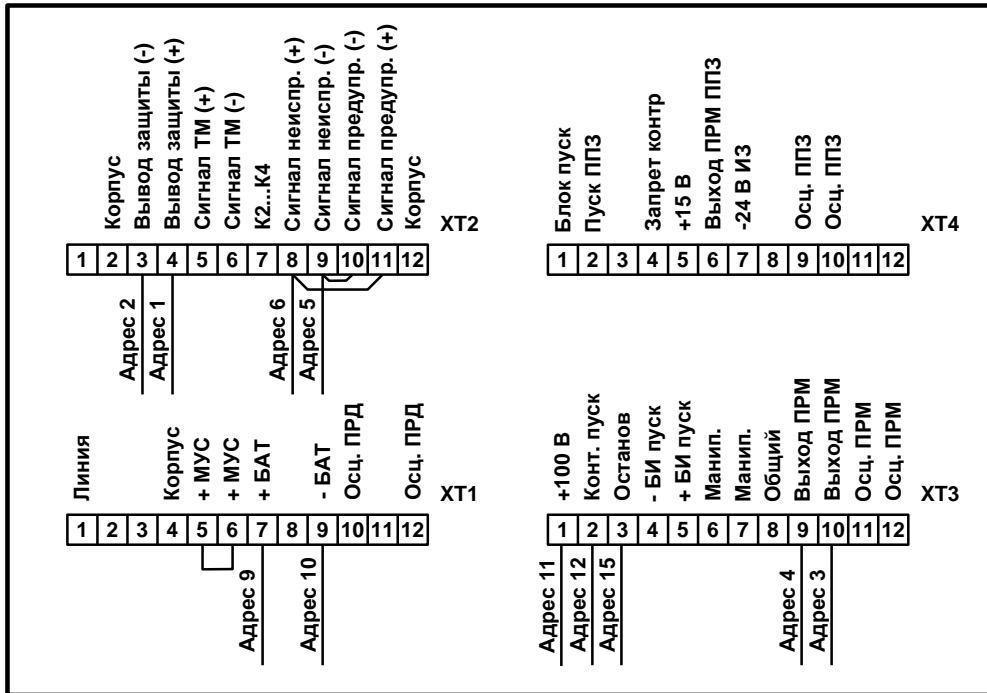 Корпус
Вывод защиты (-)
Вывод защиты (+)
Сигнал ТМ (+)
Сигнал ТМ (-)
К2...К4
Сигнал неиспр. (+)
Сигнал неиспр. (-)
Сигнал предупр. (-)
Сигнал предупр. (+)
Корпус
XT2
1 2 3 4 5 6 7 8 9 10 11 12
Адрес 2
Адрес 1
Адрес 6
Адрес 5
Блок пуск
Пуск ППЗ
Запрет контр
+15 В
Выход ПРМ ППЗ
-24 В ИЗ
Осц. ППЗ
Осц. ППЗ
XT4
1 2 3 4 5 6 7 8 9 10 11 12
Линия
Корпус
+ МУС
+ МУС
+ БАТ
- БАТ
Осц. ПРД
Осц. ПРД
XT1
1 2 3 4 5 6 7 8 9 10 11 12
Адрес 9
Адрес 10
+100 В
Конт. пуск
Останов
- БИ пуск
+ БИ пуск
Манип.
Манип.
Общий
Выход ПРМ
Выход ПРМ
Осц. ПРМ
Осц. ПРМ
XT3
1 2 3 4 5 6 7 8 9 10 11 12
Адрес 11
Адрес 12
Адрес 15
Адрес 4
Адрес 3